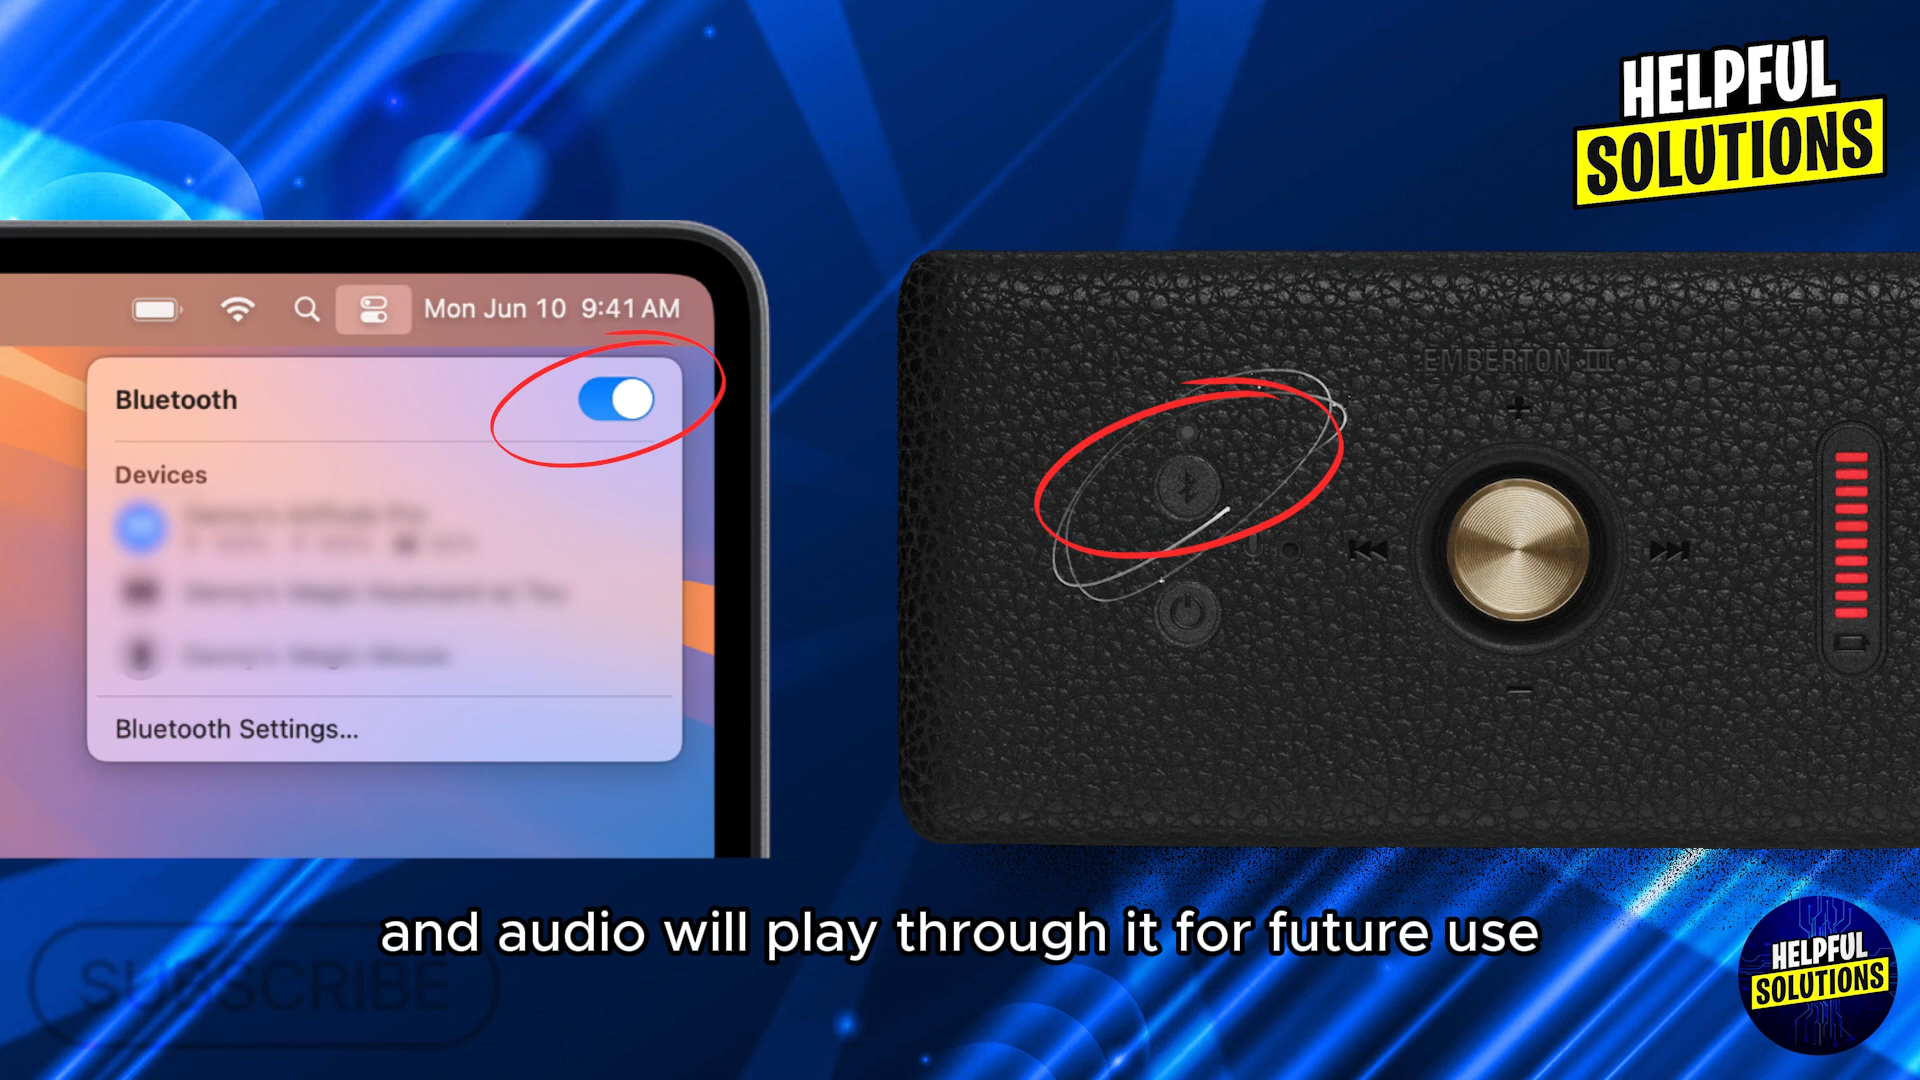 HELPFUL
SOLUTIONS
Mon Jun 10 9:41 AM
Bluetooth
Devices
Bluetooth Settings...
EMBERTON III
and audio will play through it for future use
SUBSCRIBE
HELPFUL
SOLUTIONS